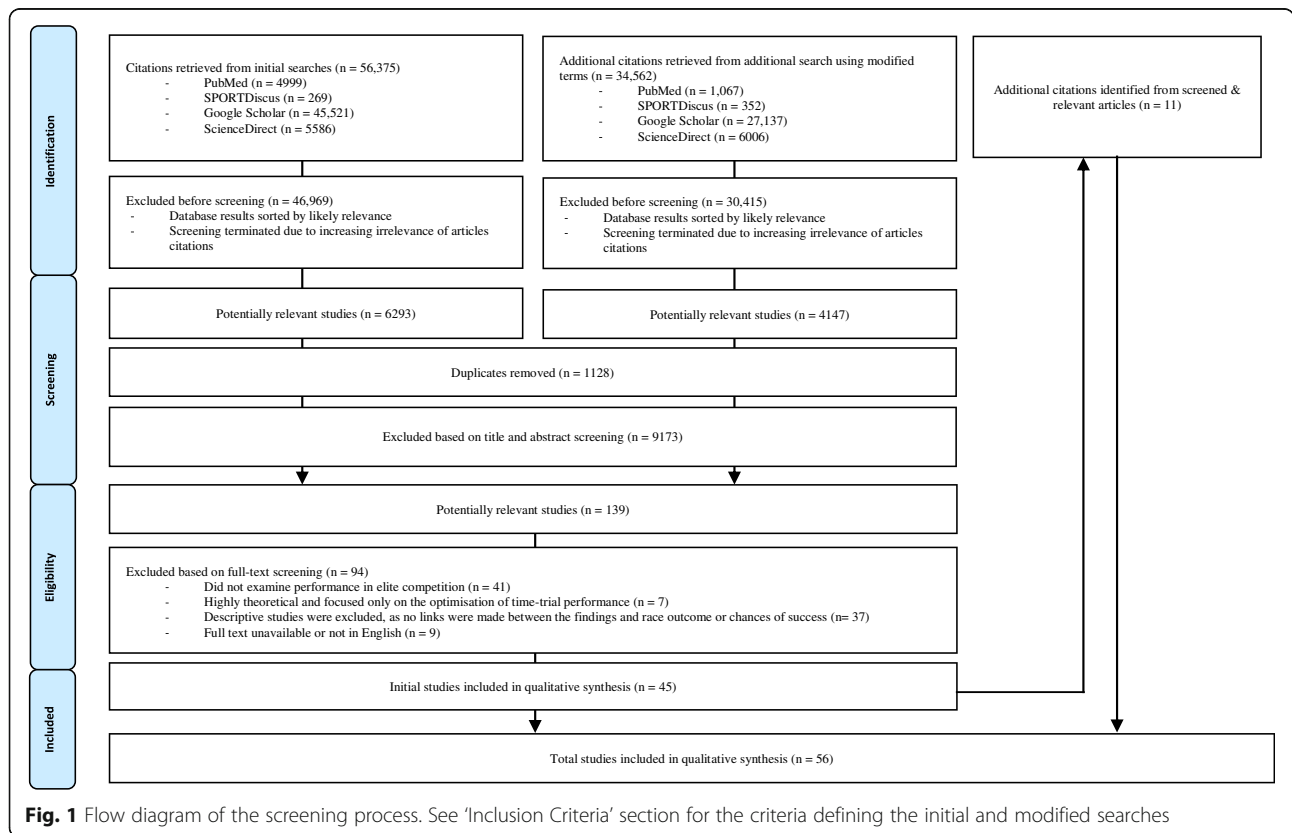 Identification
Citations retrieved from initial searches (n = 56,375)
- PubMed (n = 4999)
- SPORTDiscus (n = 269)
- Google Scholar (n = 45,521)
- ScienceDirect (n = 5586)
Additional citations retrieved from additional search using modified
terms (n = 34,562)
- PubMed (n = 1,067)
- SPORTDiscus (n = 352)
- Google Scholar (n = 27,137)
- ScienceDirect (n = 6006)
Additional citations identified from screened &
relevant articles (n = 11)
Excluded before screening (n = 46,969)
- Database results sorted by likely relevance
- Screening terminated due to increasing irrelevance of articles
citations
Excluded before screening (n = 30,415)
- Database results sorted by likely relevance
- Screening terminated due to increasing irrelevance of articles
citations
Screening
Potentially relevant studies (n = 6293)
Potentially relevant studies (n = 4147)
Duplicates removed (n = 1128)
Excluded based on title and abstract screening (n = 9173)
Eligibility
Potentially relevant studies (n = 139)
Excluded based on full-text screening (n = 94)
- Did not examine performance in elite competition (n = 41)
- Highly theoretical and focused only on the optimisation of time-trial performance (n = 7)
- Descriptive studies were excluded, as no links were made between the findings and race outcome or chances of success (n= 37)
- Full text unavailable or not in English (n = 9)
Included
Initial studies included in qualitative synthesis (n = 45)
Total studies included in qualitative synthesis (n = 56)
Fig. 1 Flow diagram of the screening process. See ‘Inclusion Criteria’ section for the criteria defining the initial and modified searches